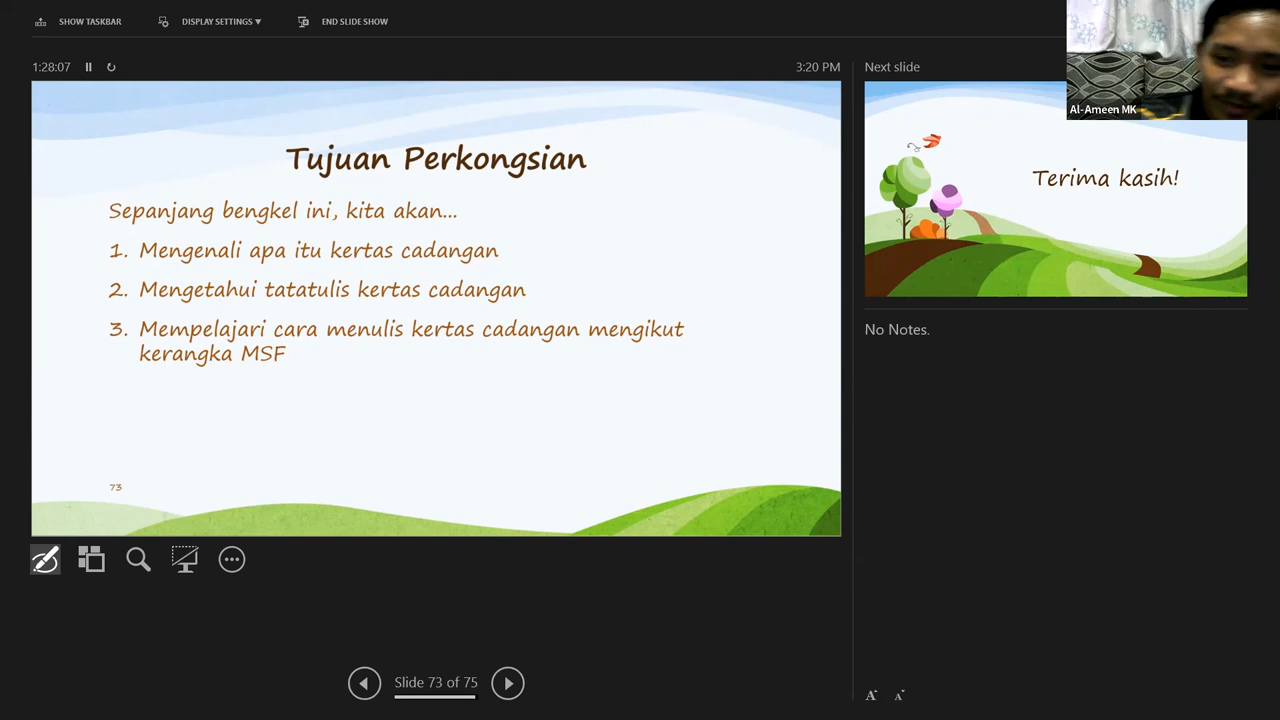 SHOW TASKBAR
DISPLAY SETTINGS ▼
END SLIDE SHOW
1:28:07
3:20 PM
Tujuan Perkongsian
Sepanjang bengkel ini, kita akan...
1. Mengenali apa itu kertas cadangan
2. Mengetahui tatatulis kertas cadangan
3. Mempelajari cara menulis kertas cadangan mengikut
kerangka MSF
73
Slide 73 of 75
Next slide
Al-Ameen MK
Terima kasih!
No Notes.
A A